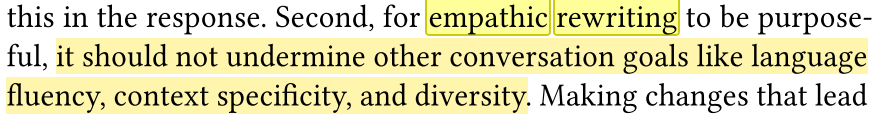 this in the response. Second, for empathic rewriting to be purpose-
ful, it should not undermine other conversation goals like language
fluency, context specificity, and diversity. Making changes that lead